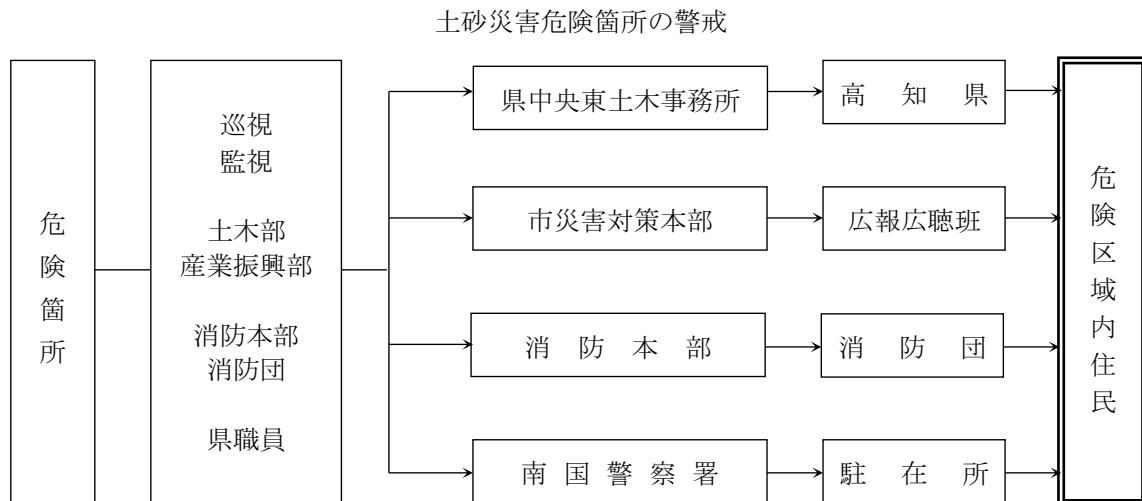 土砂災害危険箇所の警戒
危険箇所
巡視
監視
土木部
産業振興部
消防本部
消防団
県職員
県中央東土木事務所
高知県
市災害対策本部
広報広聴班
消防本部
消防団
南国警察署
駐在所
危険区域内住民